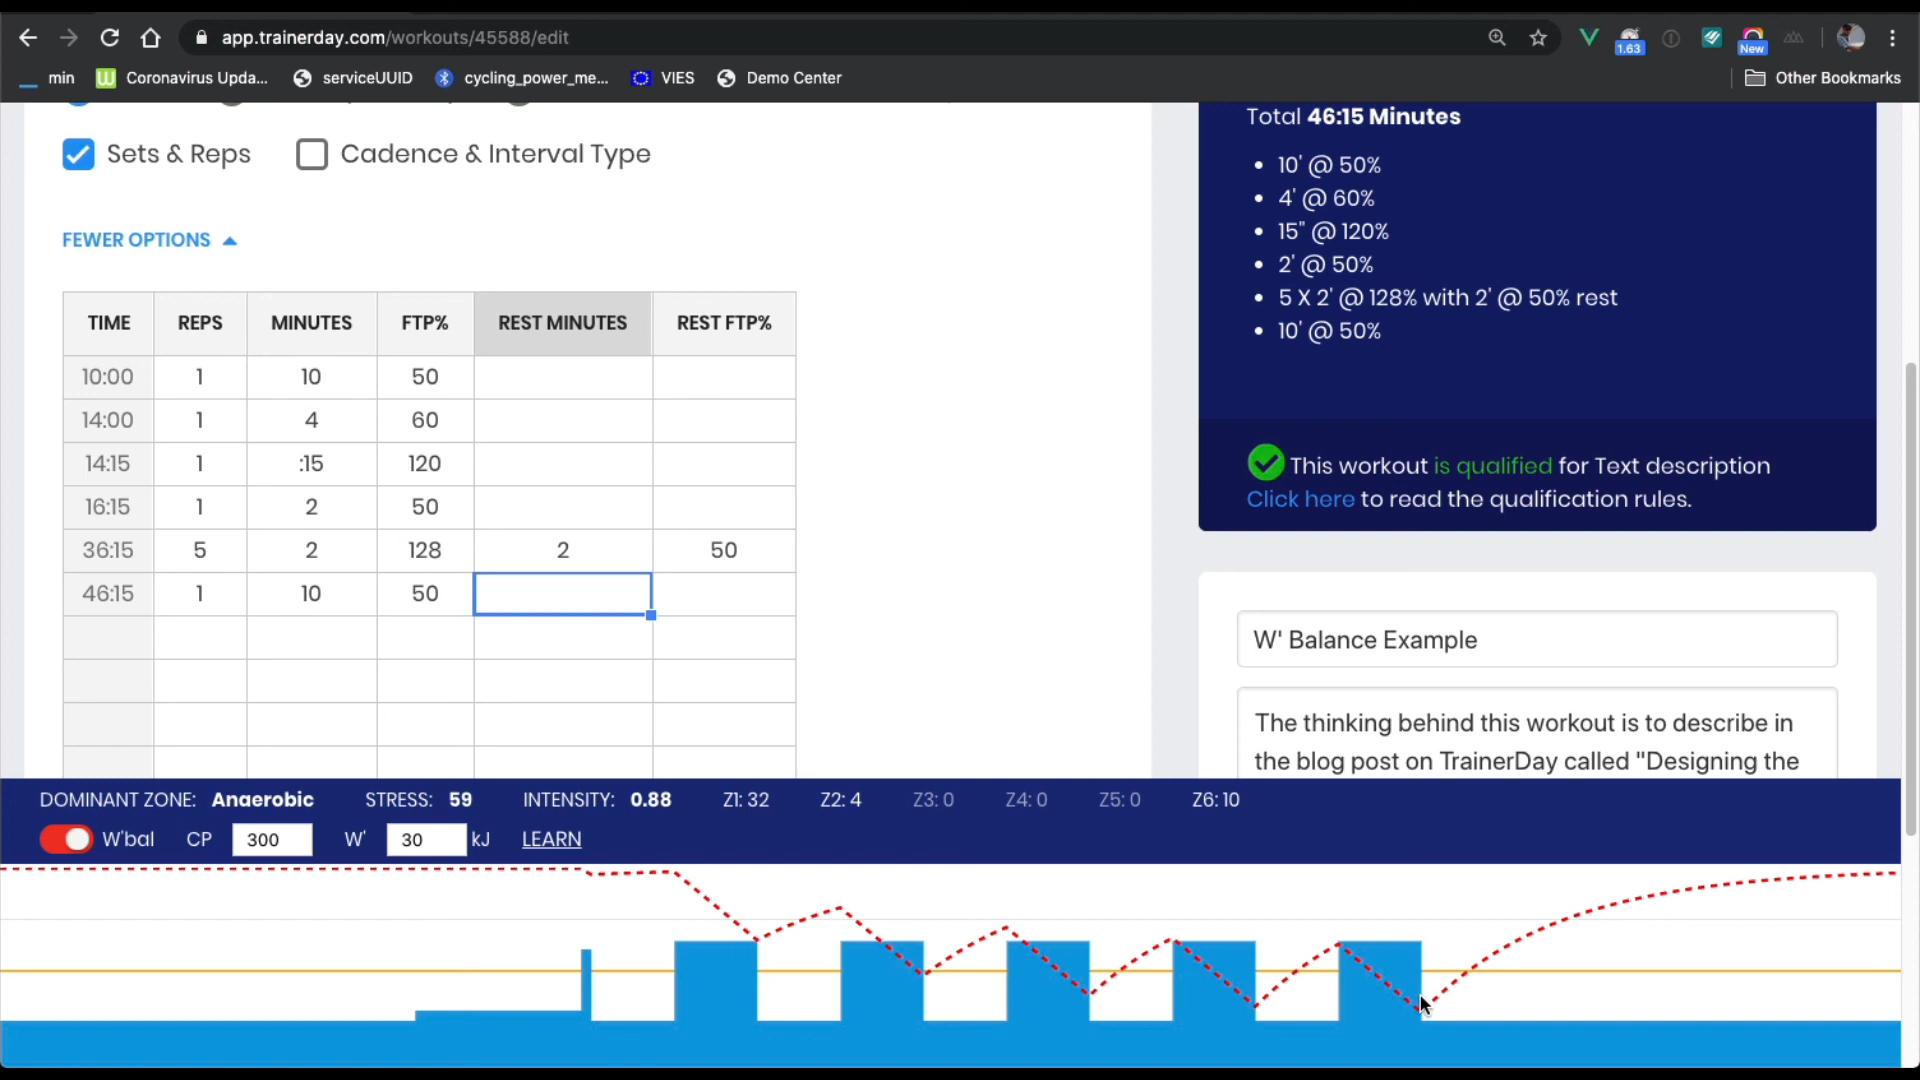 app.trainerday.com/workouts/45588/edit
1.63
New
min
Coronavirus Upda...
serviceUUID
cycling_power_me...
VIES
Demo Center
Other Bookmarks
Sets & Reps
Cadence & Interval Type
FEWER OPTIONS
TIME REPS MINUTES FTP% REST MINUTES REST FTP%
10:00 1 10 50
14:00 1 4 60
14:15 1 :15 120
16:15 1 2 50
36:15 5 2 128 2 50
46:15 1 10 50
Total 46:15 Minutes
• 10' @ 50%
• 4' @ 60%
• 15" @ 120%
• 2' @ 50%
• 5 X 2' @ 128% with 2' @ 50% rest
• 10' @ 50%
This workout is qualified for Text description
Click here to read the qualification rules.
W' Balance Example
The thinking behind this workout is to describe in
the blog post on TrainerDay called "Designing the
DOMINANT ZONE: Anaerobic STRESS: 59 INTENSITY: 0.88 Z1: 32 Z2: 4 Z3: 0 Z4: 0 Z5: 0 Z6: 10
W'bal CP 300 W' 30 kJ LEARN